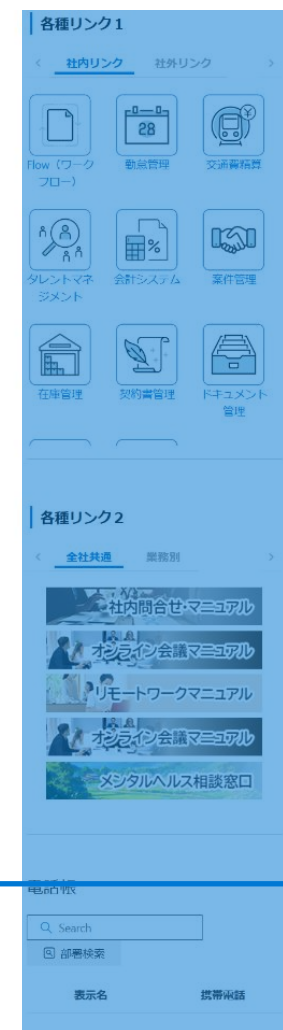 各種リンク1
社内リンク 社外リンク
28
Flow（ワークフロー） 勤怠管理 交通費精算
タレントマネジメント 会計システム 案件管理
在庫管理 契約書管理 ドキュメント管理
各種リンク2
全社共通 業務別
社内問合せ・マニュアル
オンライン会議マニュアル
リモートワークマニュアル
オンライン会議マニュアル
メンタルヘルス相談窓口
電話帳
Search
部署検索
表示名 携帯電話